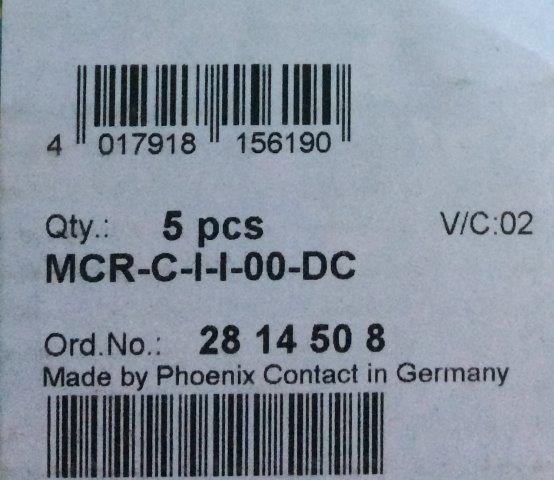 4 017918 156190
Qty.: 5 pcs V/C:02
MCR-C-I-I-00-DC
Ord.No.: 28 14 50 8
Made by Phoenix Contact in Germany